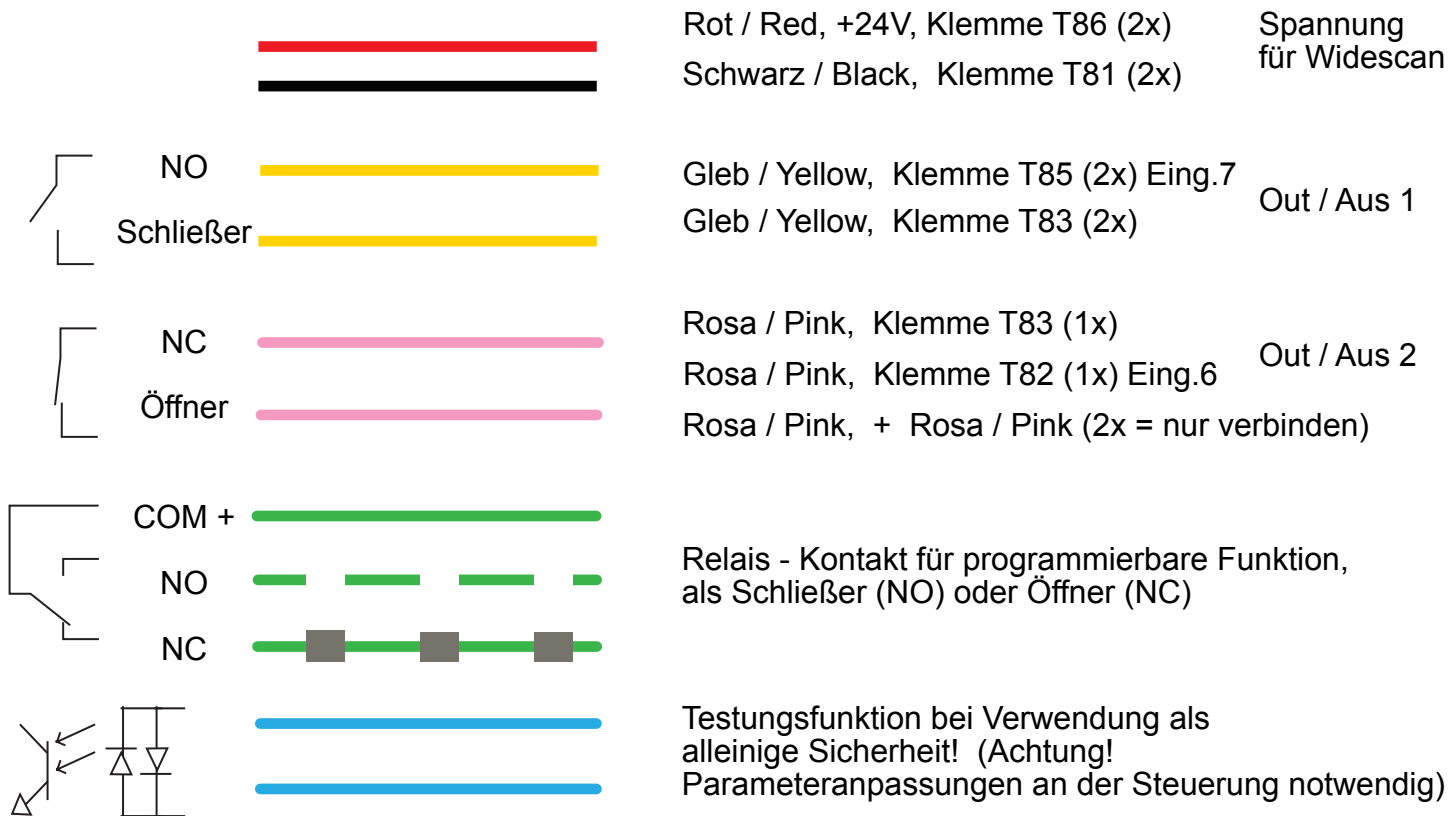 Rot / Red, +24V, Klemme T86 (2x)
Schwarz / Black, Klemme T81 (2x)
Spannung
für Widescan
NO
Schließer
Gleb / Yellow, Klemme T85 (2x) Eing.7
Gleb / Yellow, Klemme T83 (2x)
Out / Aus 1
NC
Öffner
Rosa / Pink, Klemme T83 (1x)
Rosa / Pink, Klemme T82 (1x) Eing.6
Rosa / Pink, + Rosa / Pink (2x = nur verbinden)
Out / Aus 2
COM +
NO
NC
Relais - Kontakt für programmierbare Funktion,
als Schließer (NO) oder Öffner (NC)
Testungsfunktion bei Verwendung als
alleinige Sicherheit! (Achtung!
Parameteranpassungen an der Steuerung notwendig)